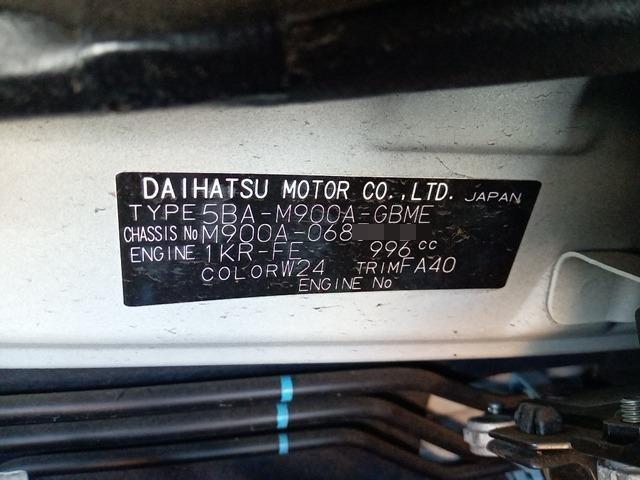 DAIHATSU MOTOR CO.,LTD. JAPAN
TYPE 5BA-M900A-GBME
CHASSIS No M900A-068
ENGINE 1KR-FE 996 cc
COLOR W24 TRIM FA40
ENGINE No